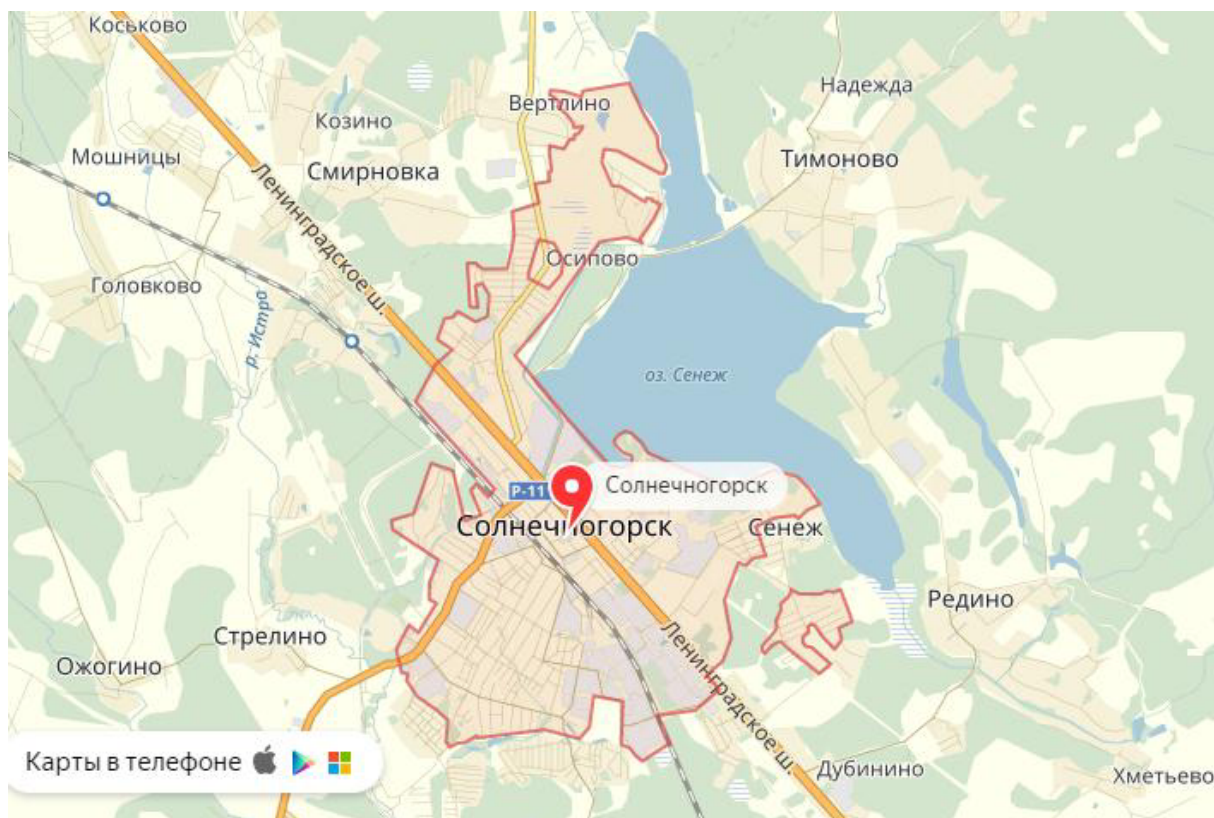 Коськово
Надежда
Вертлино
Козино
Мошницы
Смирновка
Тимоново
Ленинградское ш.
Осипово
Головково
р. Истра
оз. Сенеж
Солнечногорск
Р-11
Солнечногорск
Сенеж
Редино
Стрелино
Ожогино
Ленинградское ш.
Карты в телефоне
Дубинино
Хметьево